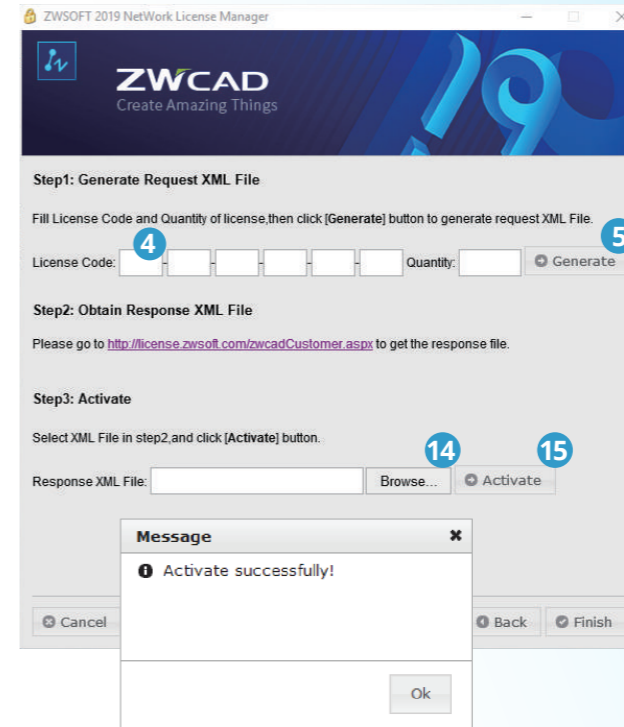 ZWSOFT 2019 NetWork License Manager
ZWCAD
Create Amazing Things
19
Step1: Generate Request XML File
Fill License Code and Quantity of license,then click [Generate] button to generate request XML File.
4
5
License Code: - - - - - Quantity: Generate
Step2: Obtain Response XML File
Please go to http://license.zwsoft.com/zwcadCustomer.aspx to get the response file.
Step3: Activate
Select XML File in step2,and click [Activate] button.
14 15
Response XML File: Browse... Activate
Message
Activate successfully!
Cancel Back Finish
Ok